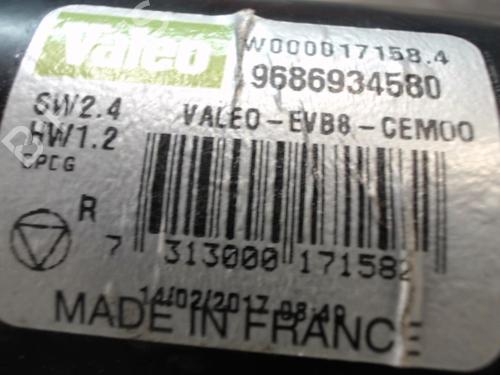 Valeo
W000017158.4
9686934580
SW2.4
VALEO-EVB8-CEM00
HW1.2
CPCG
R
7 313000 171582
14/02/2017 08:40
MADE IN FRANCE